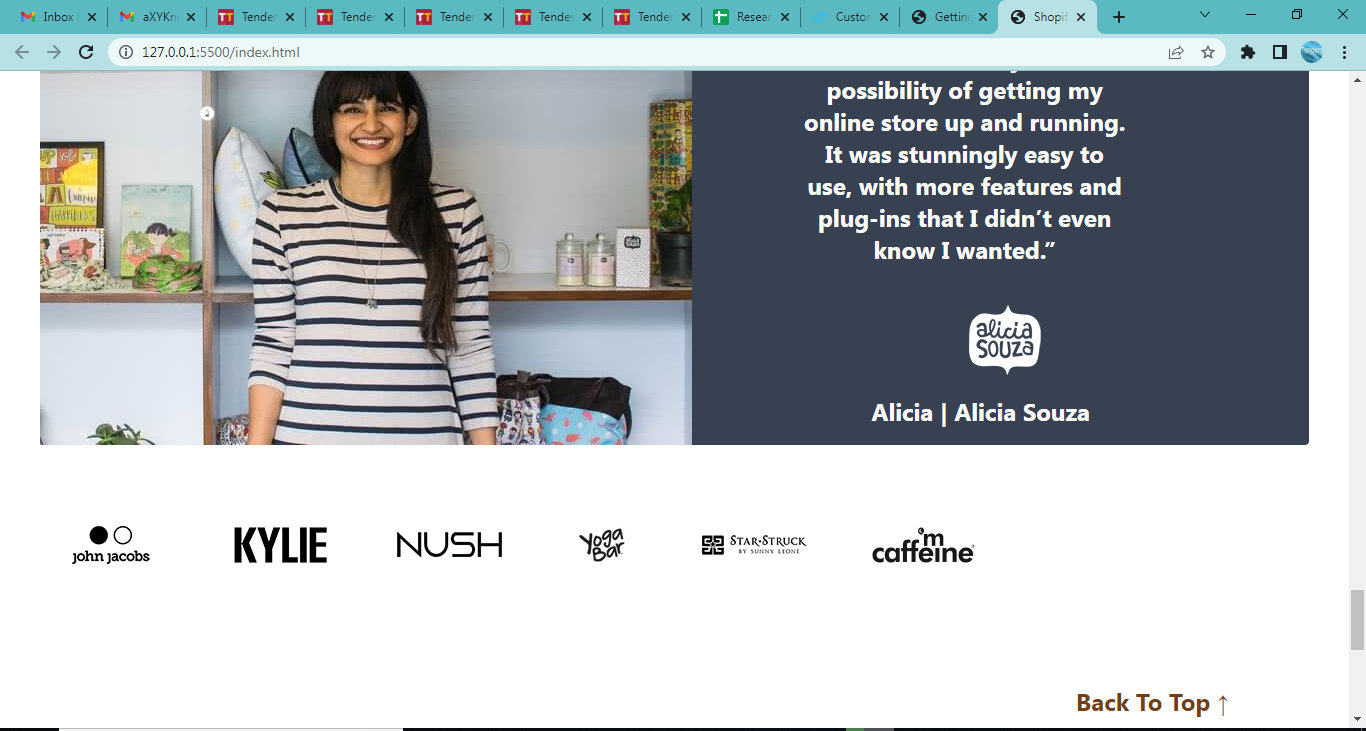 Inbox
aXYKn
Tender
Tender
Tender
Tender
Tender
Resear
Custor
Getting
Shopif
127.0.0.1:5500/index.html
possibility of getting my
online store up and running.
It was stunningly easy to
use, with more features and
plug-ins that I didn’t even
know I wanted.”
alicia
souza
Alicia | Alicia Souza
john jacobs
KYLIE
NUSH
Yoga
Bar
STAR•STRUCK
BY SUNNY LEONE
I'm
caffeine
Back To Top ↑